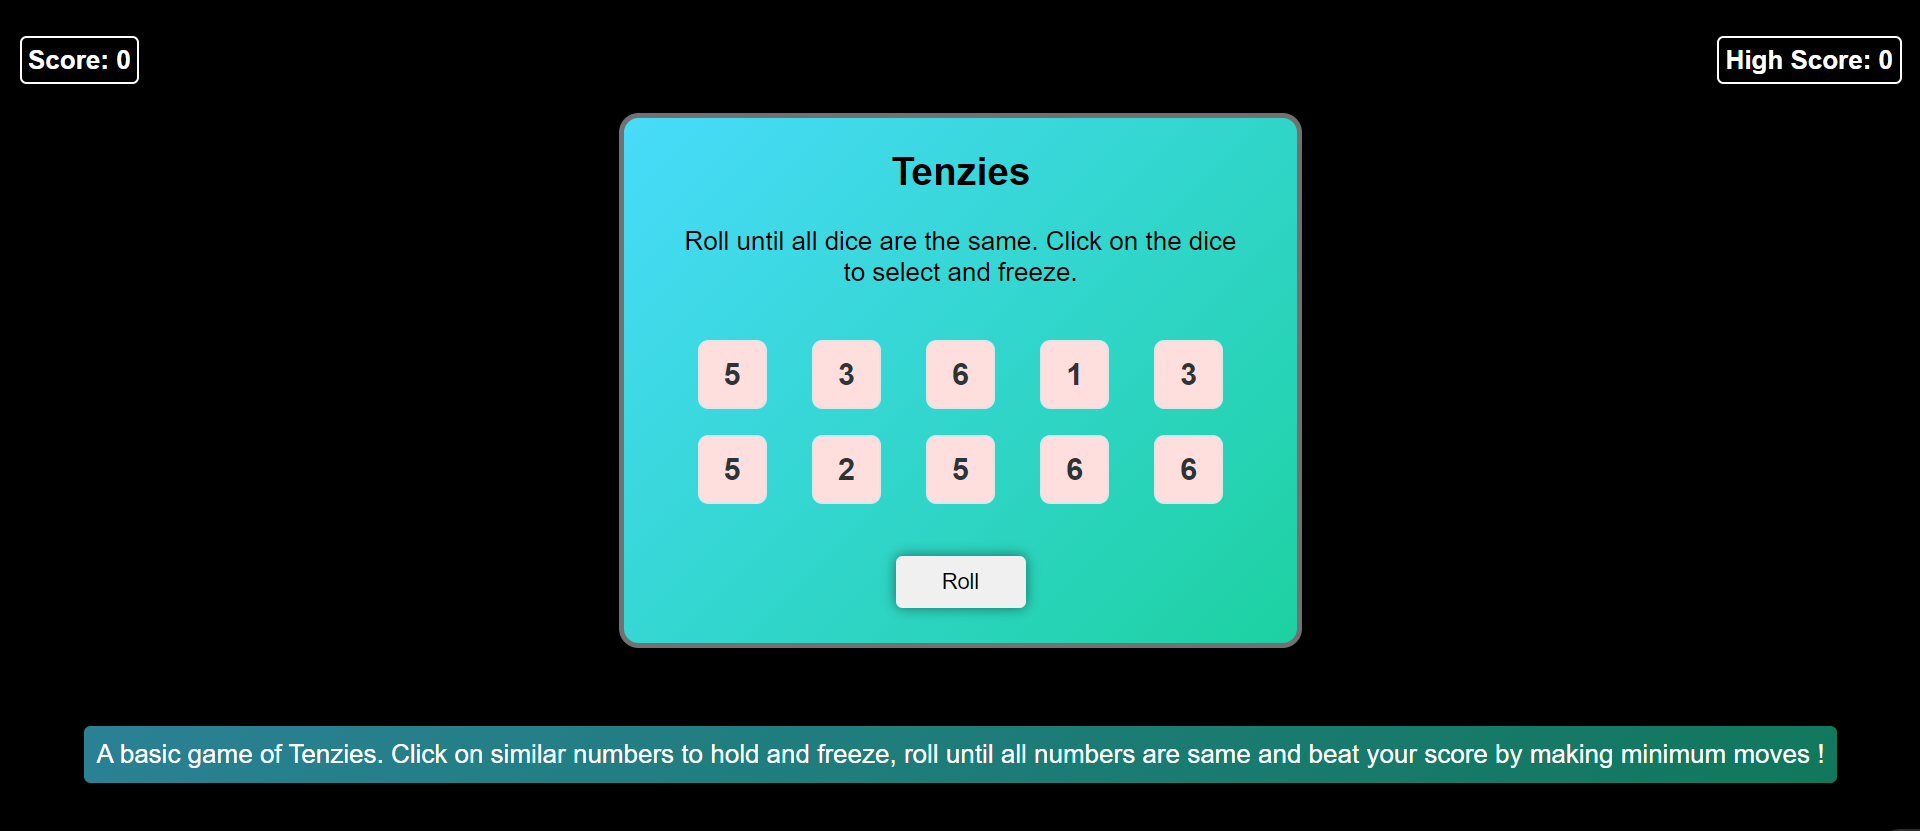 Score: 0
High Score: 0
Tenzies
Roll until all dice are the same. Click on the dice
to select and freeze.
5 3 6 1 3
5 2 5 6 6
Roll
A basic game of Tenzies. Click on similar numbers to hold and freeze, roll until all numbers are same and beat your score by making minimum moves !